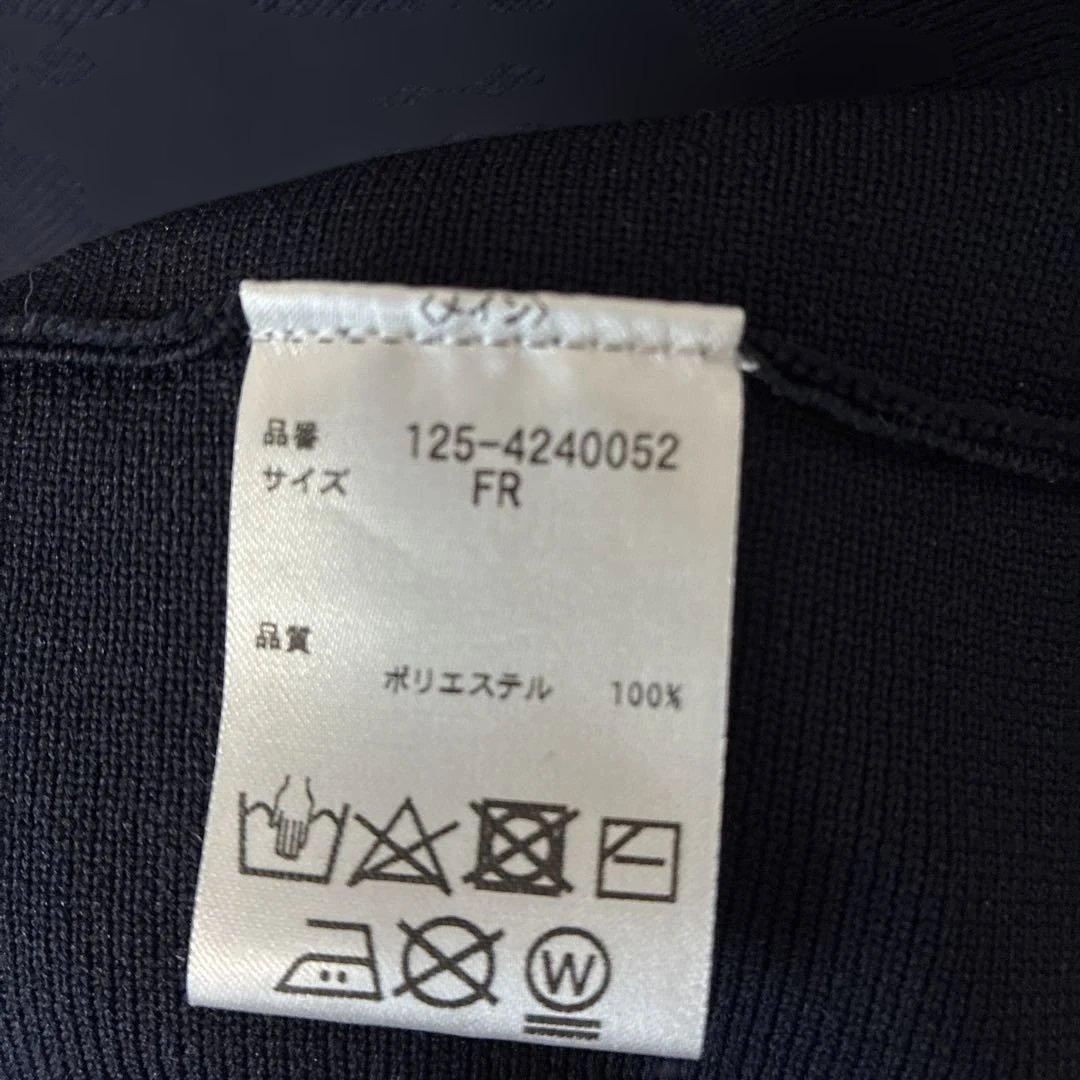 〈メイン〉
品番 125-4240052
サイズ FR
品質
ポリエステル 100%
W